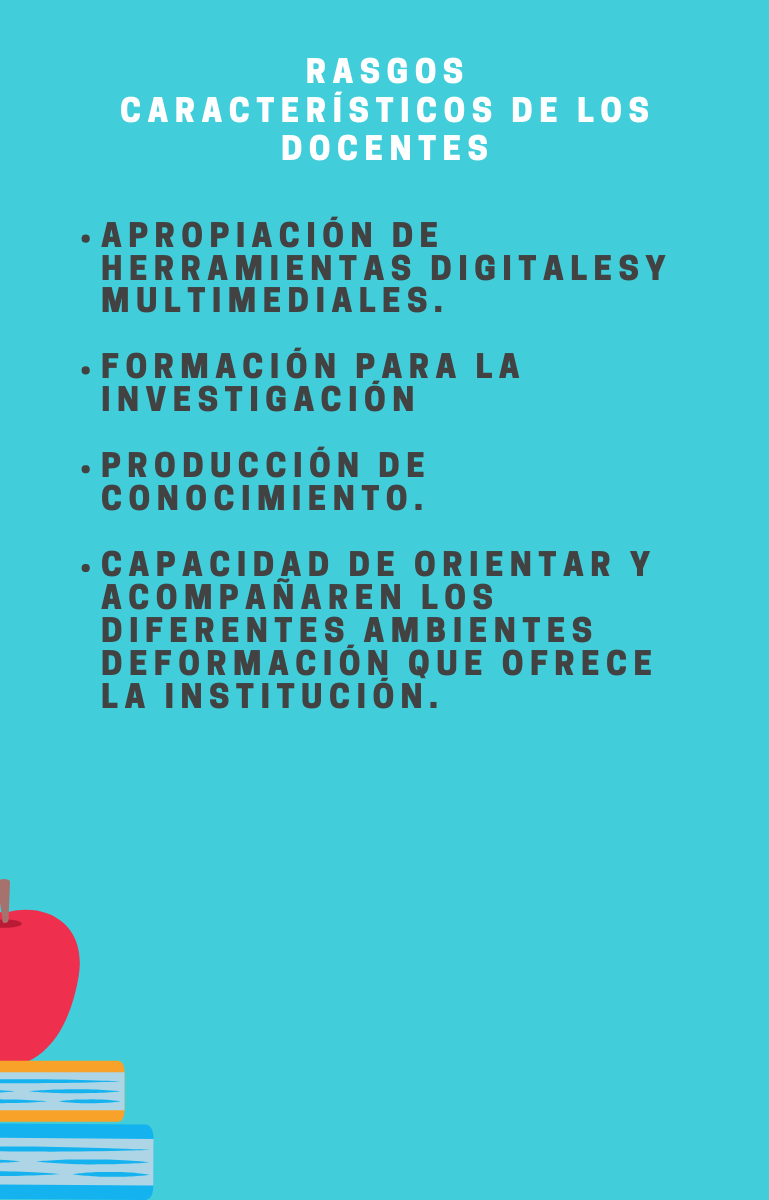 RASGOS
CARACTERÍSTICOS DE LOS
DOCENTES
• APROPIACIÓN DE
HERRAMIENTAS DIGITALESY
MULTIMEDIALES.
• FORMACIÓN PARA LA
INVESTIGACIÓN
• PRODUCCIÓN DE
CONOCIMIENTO.
• CAPACIDAD DE ORIENTAR Y
ACOMPAÑAREN LOS
DIFERENTES AMBIENTES
DEFORMACIÓN QUE OFRECE
LA INSTITUCIÓN.